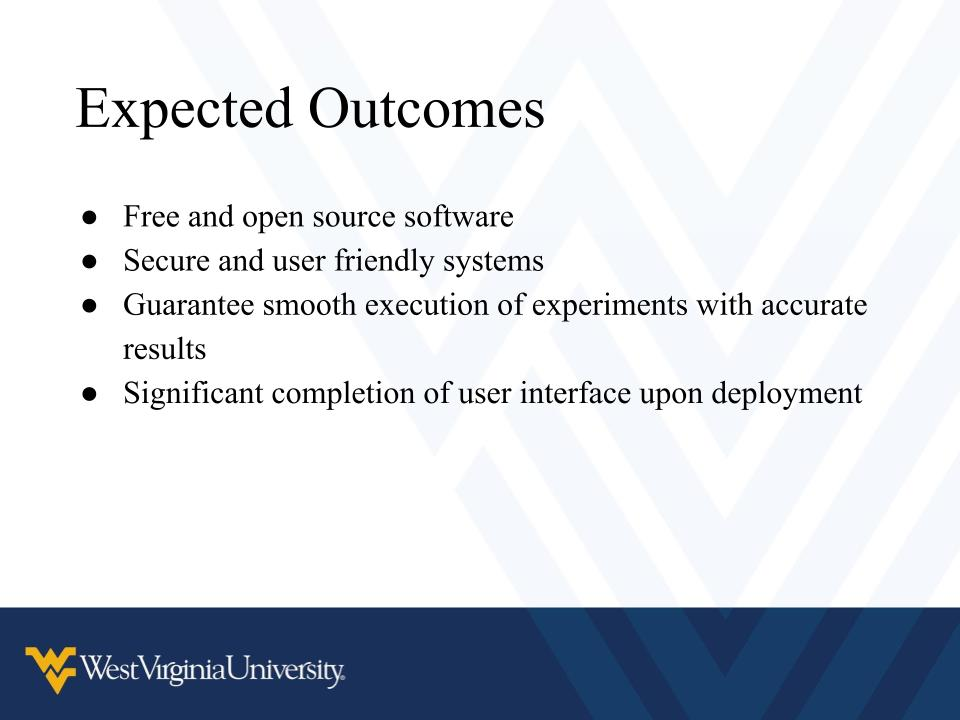 Expected Outcomes
● Free and open source software
● Secure and user friendly systems
● Guarantee smooth execution of experiments with accurate
results
● Significant completion of user interface upon deployment
WestVirginiaUniversity®